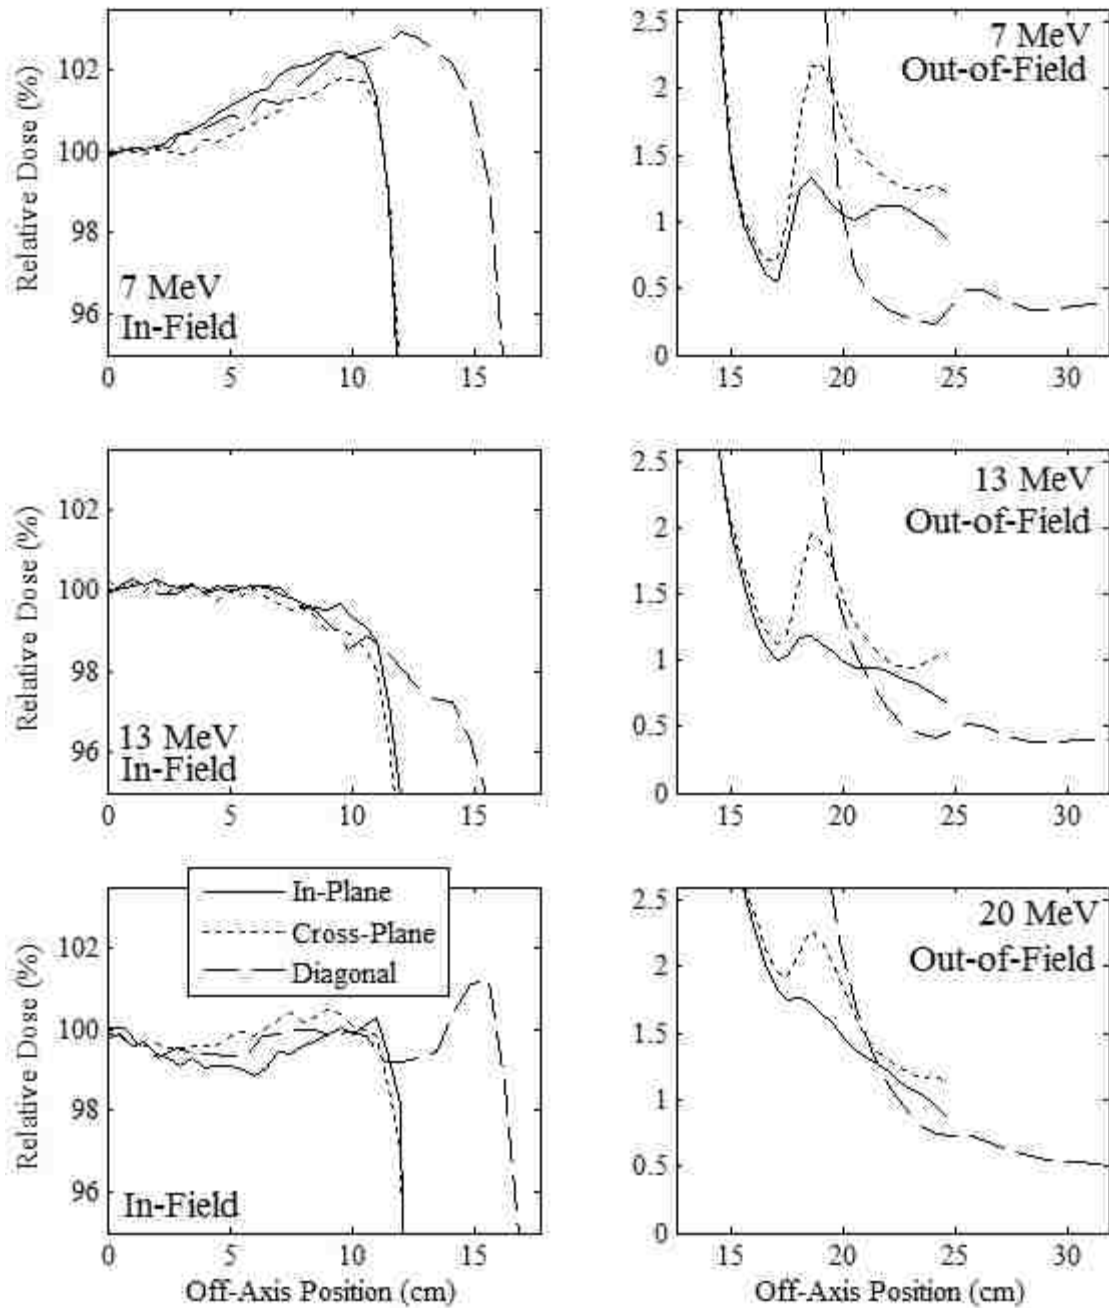 7 MeV
Out-of-Field
Relative Dose (%)
102
100
98
96
7 MeV
In-Field
0
5
10
15
2.5
2
1.5
1
0.5
0
15
20
25
30
13 MeV
Out-of-Field
Relative Dose (%)
102
100
98
96
13 MeV
In-Field
0
5
10
15
2.5
2
1.5
1
0.5
0
15
20
25
30
In-Plane
Cross-Plane
Diagonal
20 MeV
Out-of-Field
Relative Dose (%)
102
100
98
96
In-Field
0
5
10
15
Off-Axis Position (cm)
2.5
2
1.5
1
0.5
0
15
20
25
30
Off-Axis Position (cm)